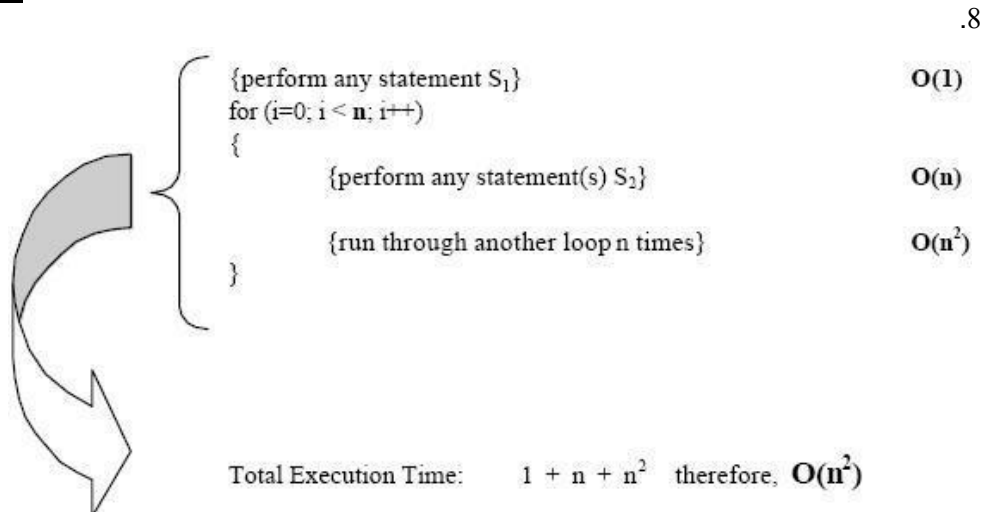 .8
{perform any statement S₁} O(1)
for (i=0; i < n; i++)
{
{perform any statement(s) S₂} O(n)
{run through another loop n times} O(n²)
}
Total Execution Time: 1 + n + n² therefore, O(n²)